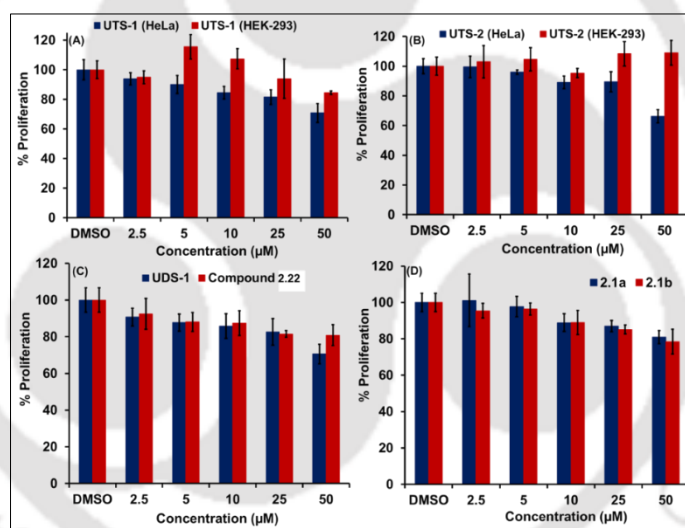 (A) UTS-1 (HeLa) UTS-1 (HEK-293)
% Proliferation
120
100
80
60
40
20
0
DMSO 2.5 5 10 25 50
Concentration (µM)
(B) UTS-2 (HeLa) UTS-2 (HEK-293)
% Proliferation
120
100
80
60
40
20
0
DMSO 2.5 5 10 25 50
Concentration (µM)
(C) UDS-1 Compound 2.22
% Proliferation
120
100
80
60
40
20
0
DMSO 2.5 5 10 25 50
Concentration (µM)
(D) 2.1a 2.1b
% Proliferation
120
100
80
60
40
20
0
DMSO 2.5 5 10 25 50
Concentration (µM)